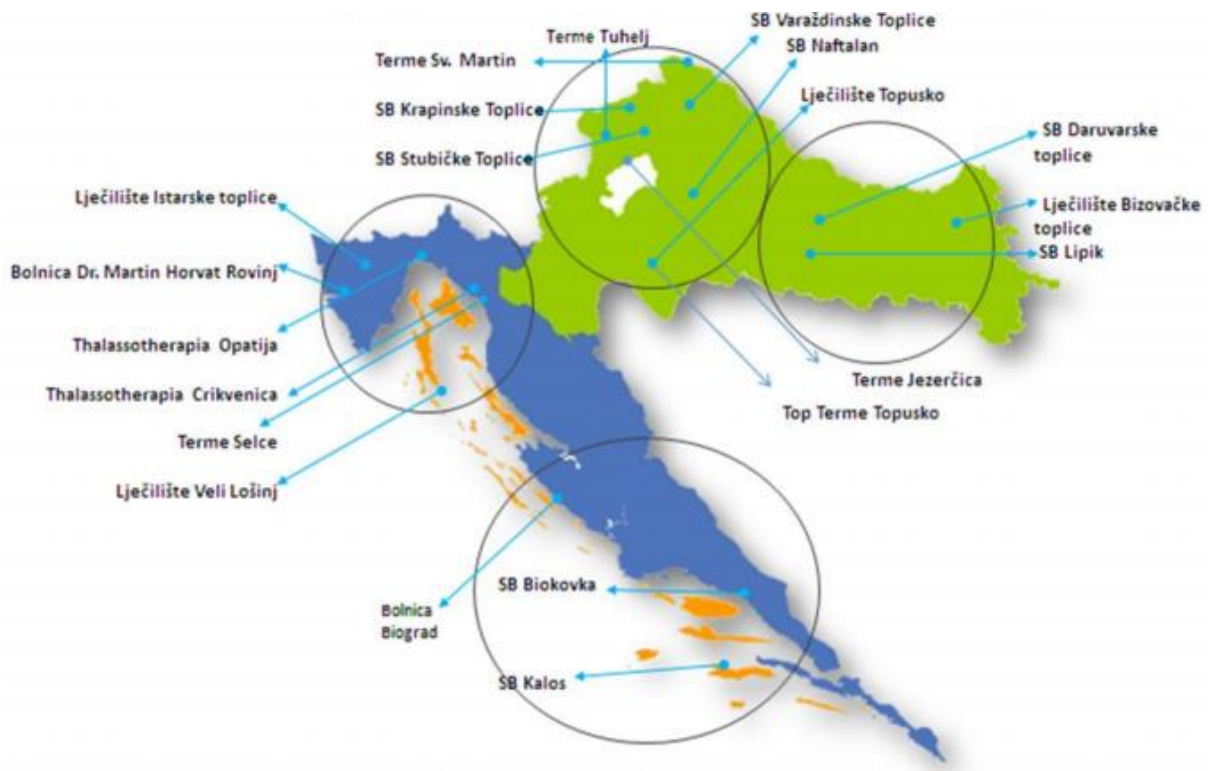 SB Varaždinske Toplice
Terme Tuhelj
SB Naftalan
Terme Sv. Martin
Lječilište Topusko
SB Krapinske Toplice
SB Daruvarske
toplice
SB Stubičke Toplice
Lječilište Istarske toplice
Lječilište Bizovačke
toplice
SB Lipik
Bolnica Dr. Martin Horvat Rovinj
Thalassotherapia Opatija
Terme Jezerčica
Thalassotherapia Crikvenica
Top Terme Topusko
Terme Selce
Lječilište Veli Lošinj
SB Biokovka
Bolnica
Biograd
SB Kalos